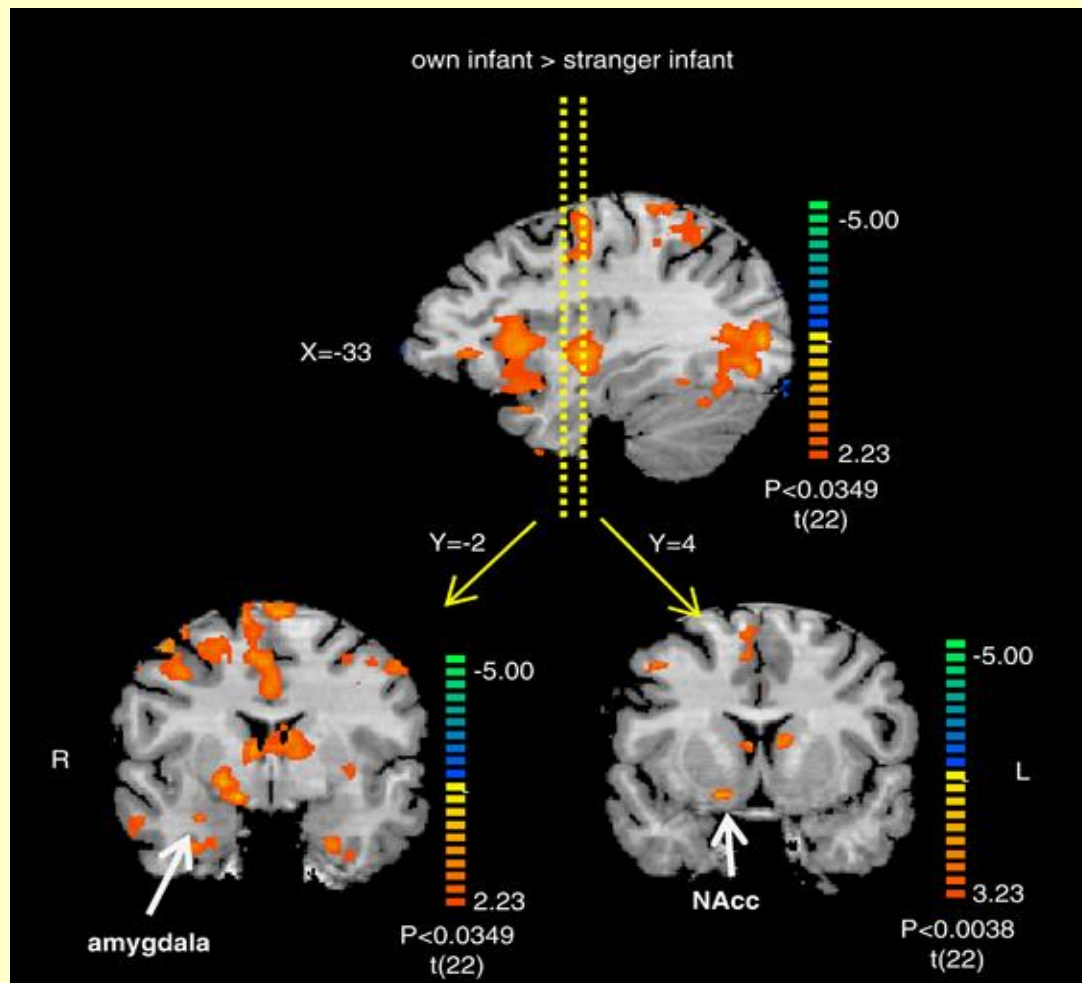 own infant > stranger infant
-5.00
X=-33
2.23
P<0.0349
t(22)
Y=-2
Y=4
-5.00
-5.00
R
L
2.23
3.23
NAcc
amygdala
P<0.0349
P<0.0038
t(22)
t(22)